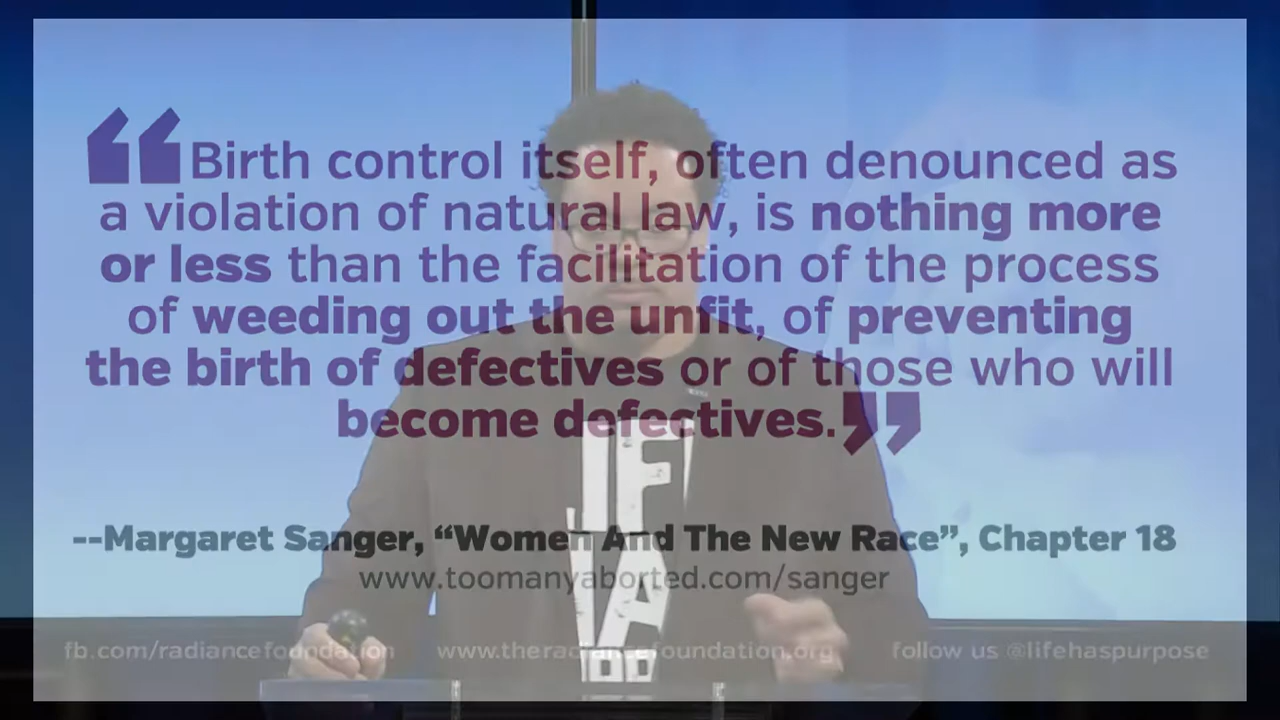 “Birth control itself, often denounced as
a violation of natural law, is nothing more
or less than the facilitation of the process
of weeding out the unfit, of preventing
the birth of defectives or of those who will
become defectives.”
--Margaret Sanger, “Women And The New Race”, Chapter 18
www.toomanyaborted.com/sanger
fb.com/radiancefoundation www.theradiancefoundation.org follow us @lifehaspurpose